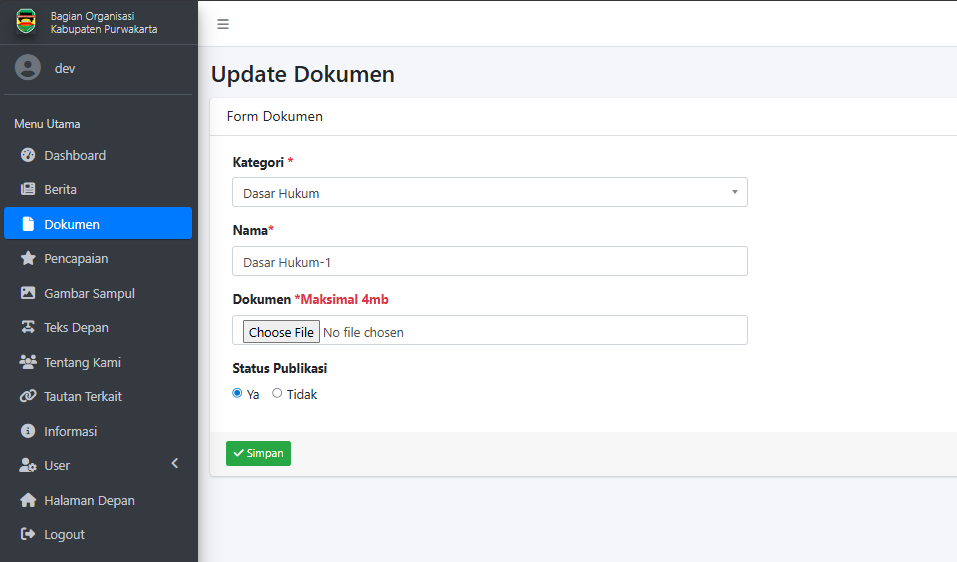 Bagian Organisasi
Kabupaten Purwakarta
dev
Menu Utama
Dashboard
Berita
Dokumen
Pencapaian
Gambar Sampul
Teks Depan
Tentang Kami
Tautan Terkait
Informasi
User
Halaman Depan
Logout
Update Dokumen
Form Dokumen
Kategori *
Dasar Hukum
Nama*
Dasar Hukum-1
Dokumen *Maksimal 4mb
Choose File No file chosen
Status Publikasi
Ya Tidak
Simpan